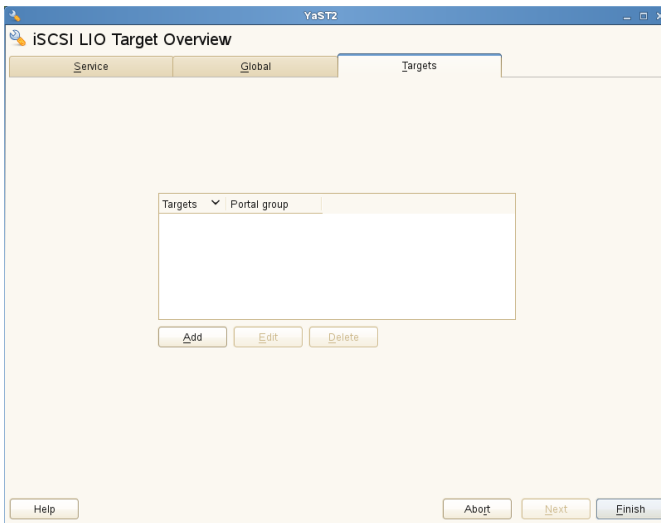 YaST2
iSCSI LIO Target Overview
Service Global Targets
Targets Portal group
Add Edit Delete
Help Abort Next Finish